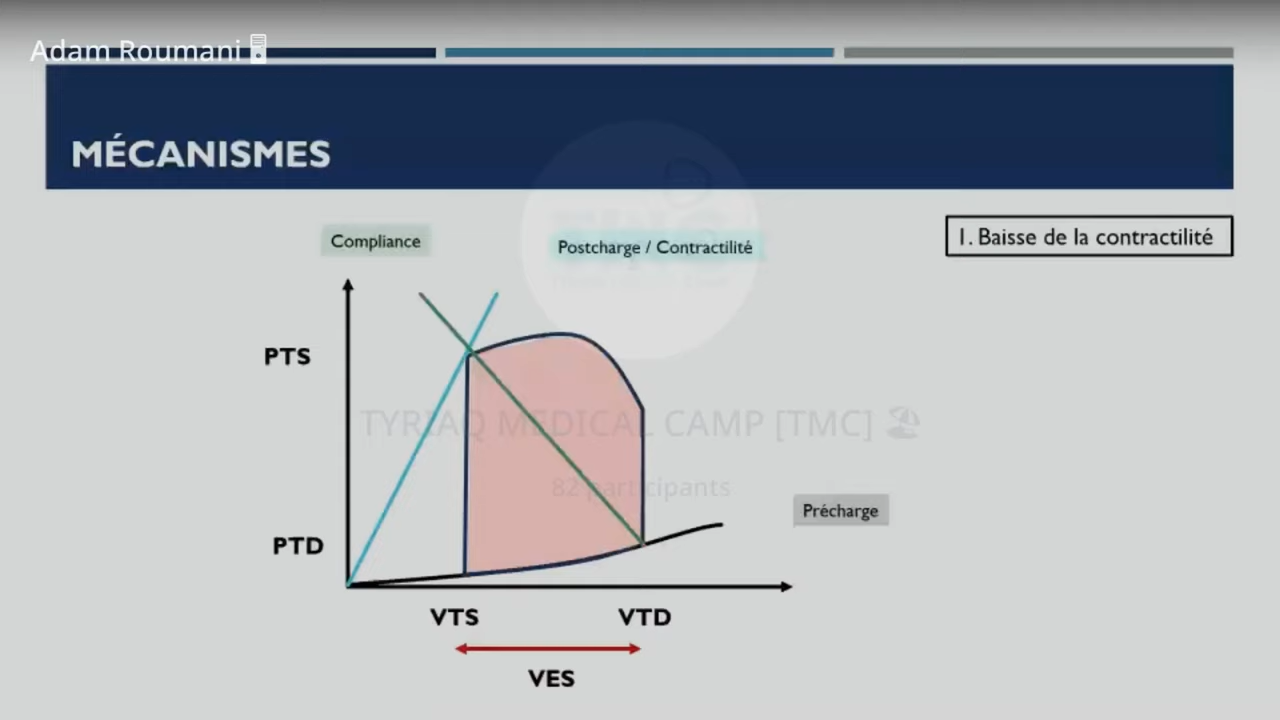 Adam Roumani
MÉCANISMES
Compliance
Postcharge / Contractilité
1. Baisse de la contractilité
PTS
TYRIAQ MEDICAL CAMP [TMC]
82 participants
Précharge
PTD
VTS
VTD
VES